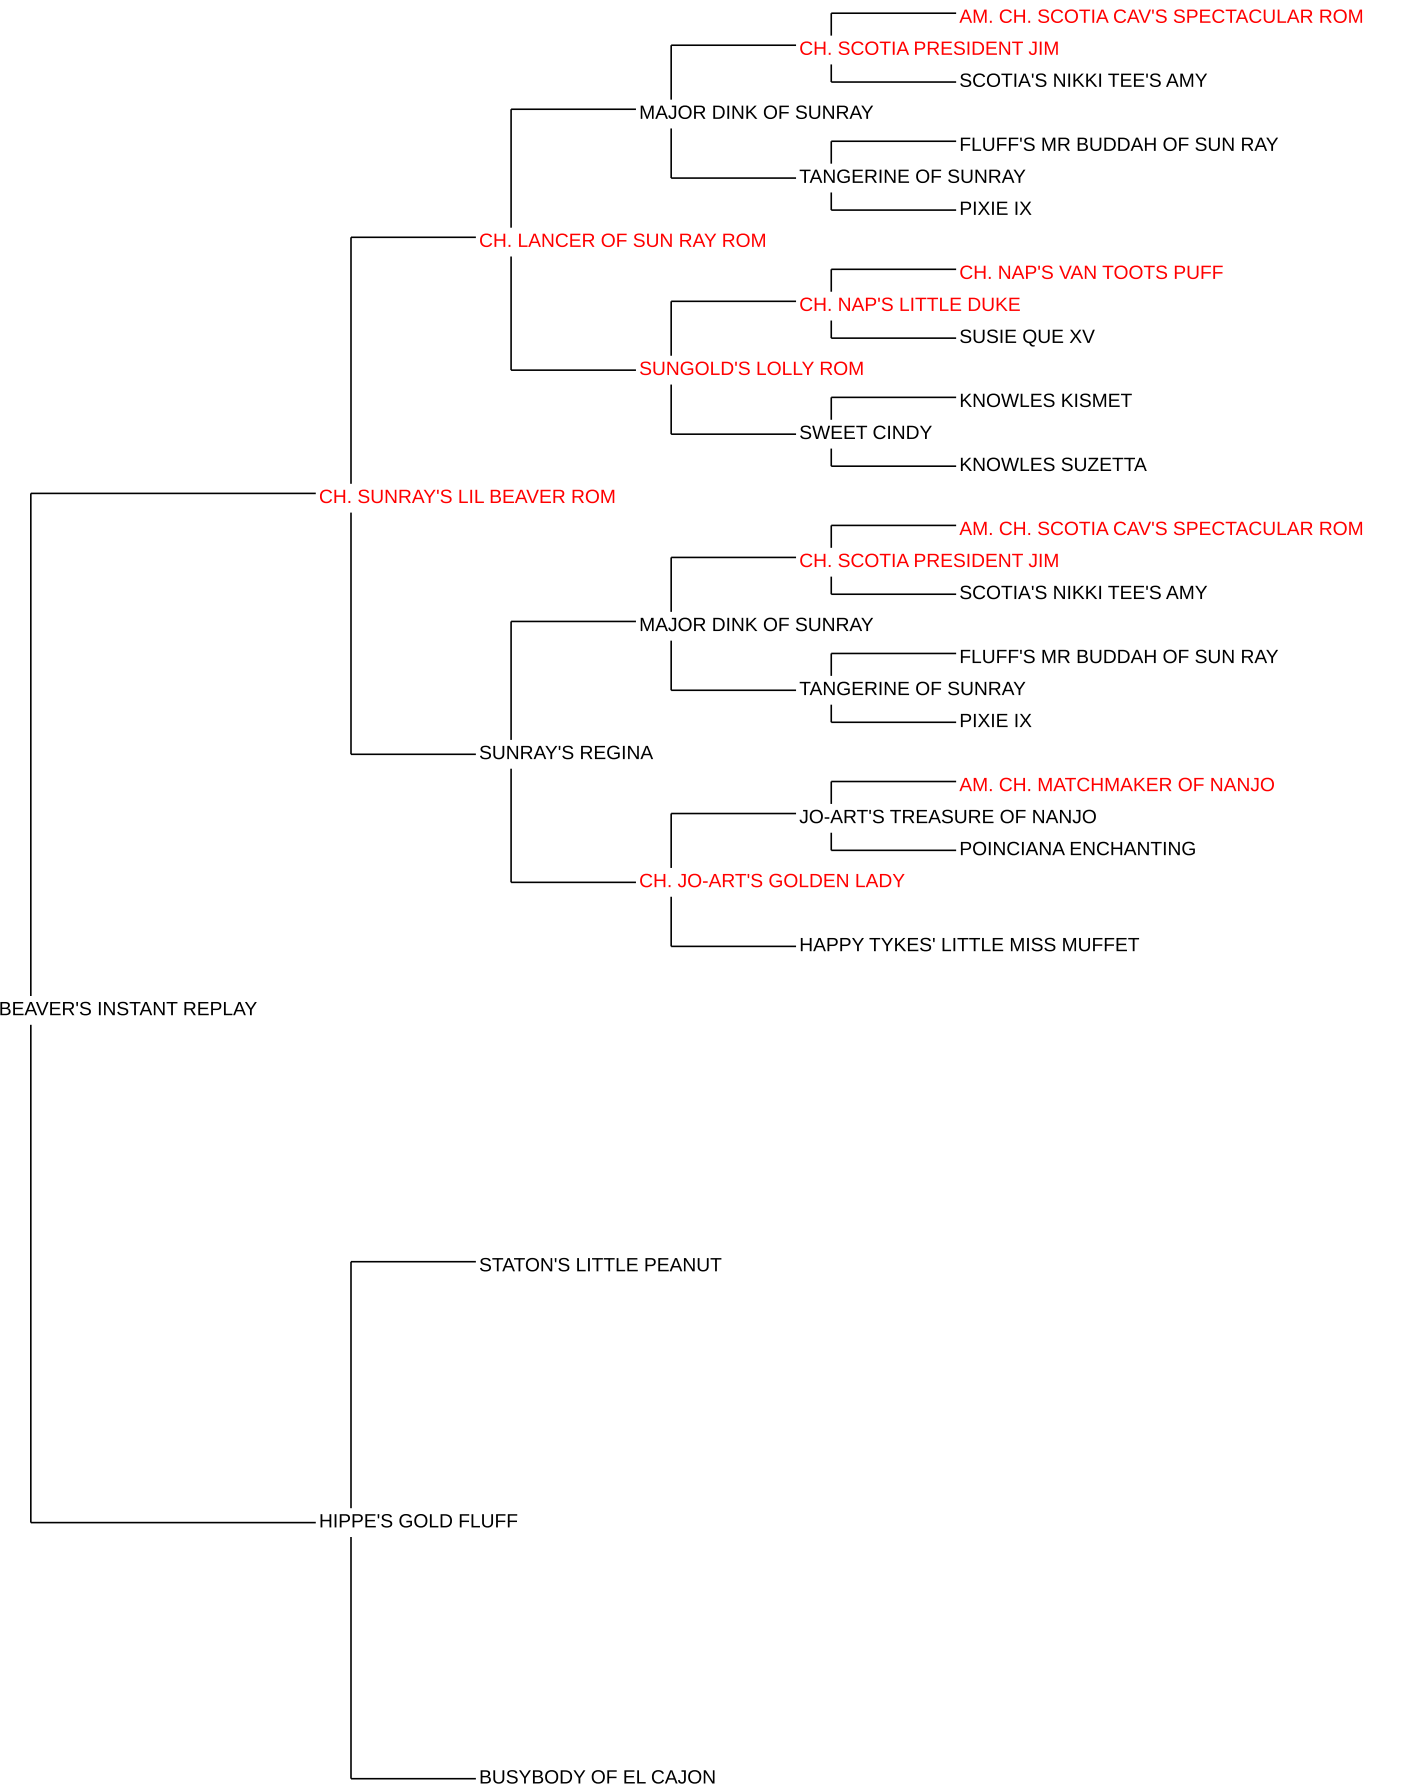 AM. CH. SCOTIA CAV'S SPECTACULAR ROM
CH. SCOTIA PRESIDENT JIM
SCOTIA'S NIKKI TEE'S AMY
MAJOR DINK OF SUNRAY
FLUFF'S MR BUDDAH OF SUN RAY
TANGERINE OF SUNRAY
PIXIE IX
CH. LANCER OF SUN RAY ROM
CH. NAP'S VAN TOOTS PUFF
CH. NAP'S LITTLE DUKE
SUSIE QUE XV
SUNGOLD'S LOLLY ROM
KNOWLES KISMET
SWEET CINDY
KNOWLES SUZETTA
CH. SUNRAY'S LIL BEAVER ROM
AM. CH. SCOTIA CAV'S SPECTACULAR ROM
CH. SCOTIA PRESIDENT JIM
SCOTIA'S NIKKI TEE'S AMY
MAJOR DINK OF SUNRAY
FLUFF'S MR BUDDAH OF SUN RAY
TANGERINE OF SUNRAY
PIXIE IX
SUNRAY'S REGINA
AM. CH. MATCHMAKER OF NANJO
JO-ART'S TREASURE OF NANJO
POINCIANA ENCHANTING
CH. JO-ART'S GOLDEN LADY
HAPPY TYKES' LITTLE MISS MUFFET
BEAVER'S INSTANT REPLAY
STATON'S LITTLE PEANUT
HIPPE'S GOLD FLUFF
BUSYBODY OF EL CAJON